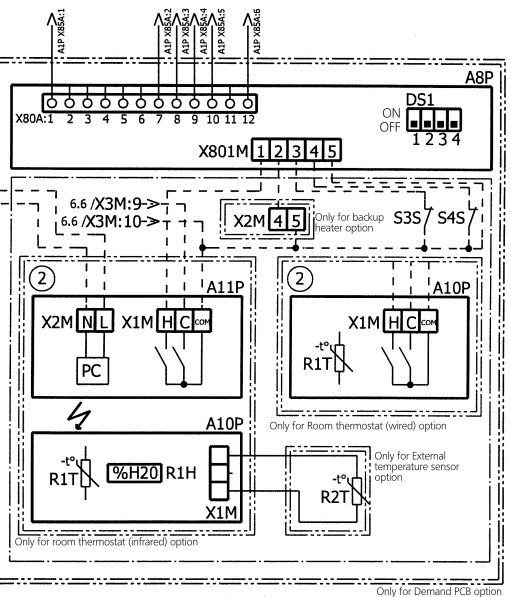 A1P X85A:1
A1P X85A:2
A1P X85A:3
A1P X85A:4
A1P X85A:5
A1P X85A:6
A8P
X80A:1 2 3 4 5 6 7 8 9 10 11 12
DS1
ON
OFF
1 2 3 4
X801M 1 2 3 4 5
6.6 /X3M:9
6.6 /X3M:10
X2M 4 5
Only for backup
heater option
S3S S4S
2
A11P
X2M N L X1M H C COM
PC
2
A10P
X1M H C COM
-t°
R1T
Only for Room thermostat (wired) option
A10P
-t°
R1T
%H20 R1H
X1M
Only for External
temperature sensor
option
-t°
R2T
Only for room thermostat (infrared) option
Only for Demand PCB option